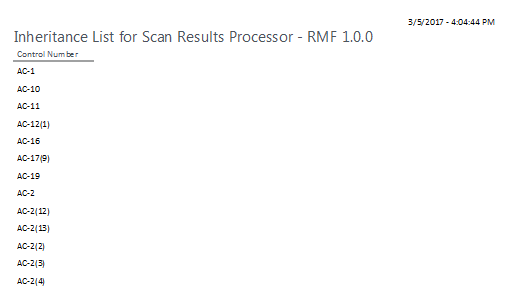 3/5/2017 - 4:04:44 PM
Inheritance List for Scan Results Processor - RMF 1.0.0
Control Number
AC-1
AC-10
AC-11
AC-12(1)
AC-16
AC-17(9)
AC-19
AC-2
AC-2(12)
AC-2(13)
AC-2(2)
AC-2(3)
AC-2(4)